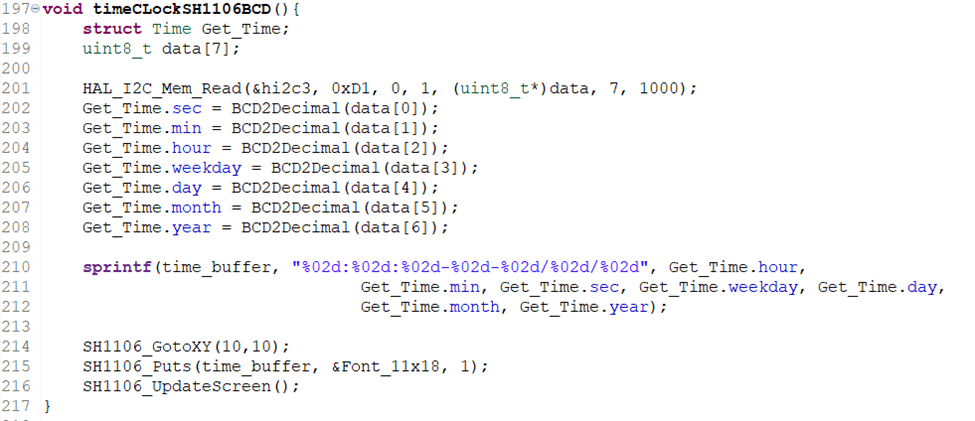 197 void timeCLockSH1106BCD(){
198     struct Time Get_Time;
199     uint8_t data[7];
200
201     HAL_I2C_Mem_Read(&hi2c3, 0xD1, 0, 1, (uint8_t*)data, 7, 1000);
202     Get_Time.sec = BCD2Decimal(data[0]);
203     Get_Time.min = BCD2Decimal(data[1]);
204     Get_Time.hour = BCD2Decimal(data[2]);
205     Get_Time.weekday = BCD2Decimal(data[3]);
206     Get_Time.day = BCD2Decimal(data[4]);
207     Get_Time.month = BCD2Decimal(data[5]);
208     Get_Time.year = BCD2Decimal(data[6]);
209
210     sprintf(time_buffer, "%02d:%02d:%02d-%02d-%02d/%02d/%02d", Get_Time.hour,
211                                 Get_Time.min, Get_Time.sec, Get_Time.weekday, Get_Time.day,
212                                 Get_Time.month, Get_Time.year);
213
214     SH1106_GotoXY(10,10);
215     SH1106_Puts(time_buffer, &Font_11x18, 1);
216     SH1106_UpdateScreen();
217 }